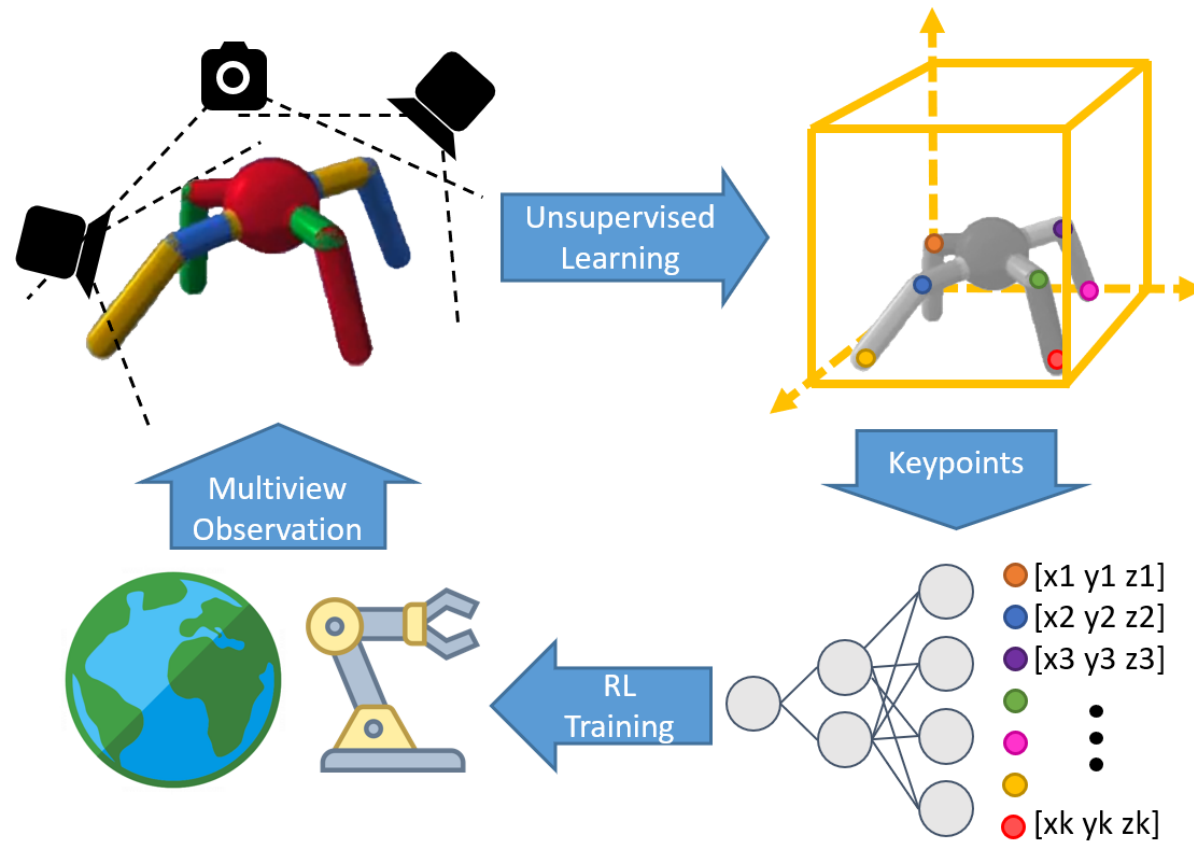 Unsupervised
Learning
Keypoints
Multiview
Observation
[x1 y1 z1]
[x2 y2 z2]
[x3 y3 z3]
[xk yk zk]
RL
Training